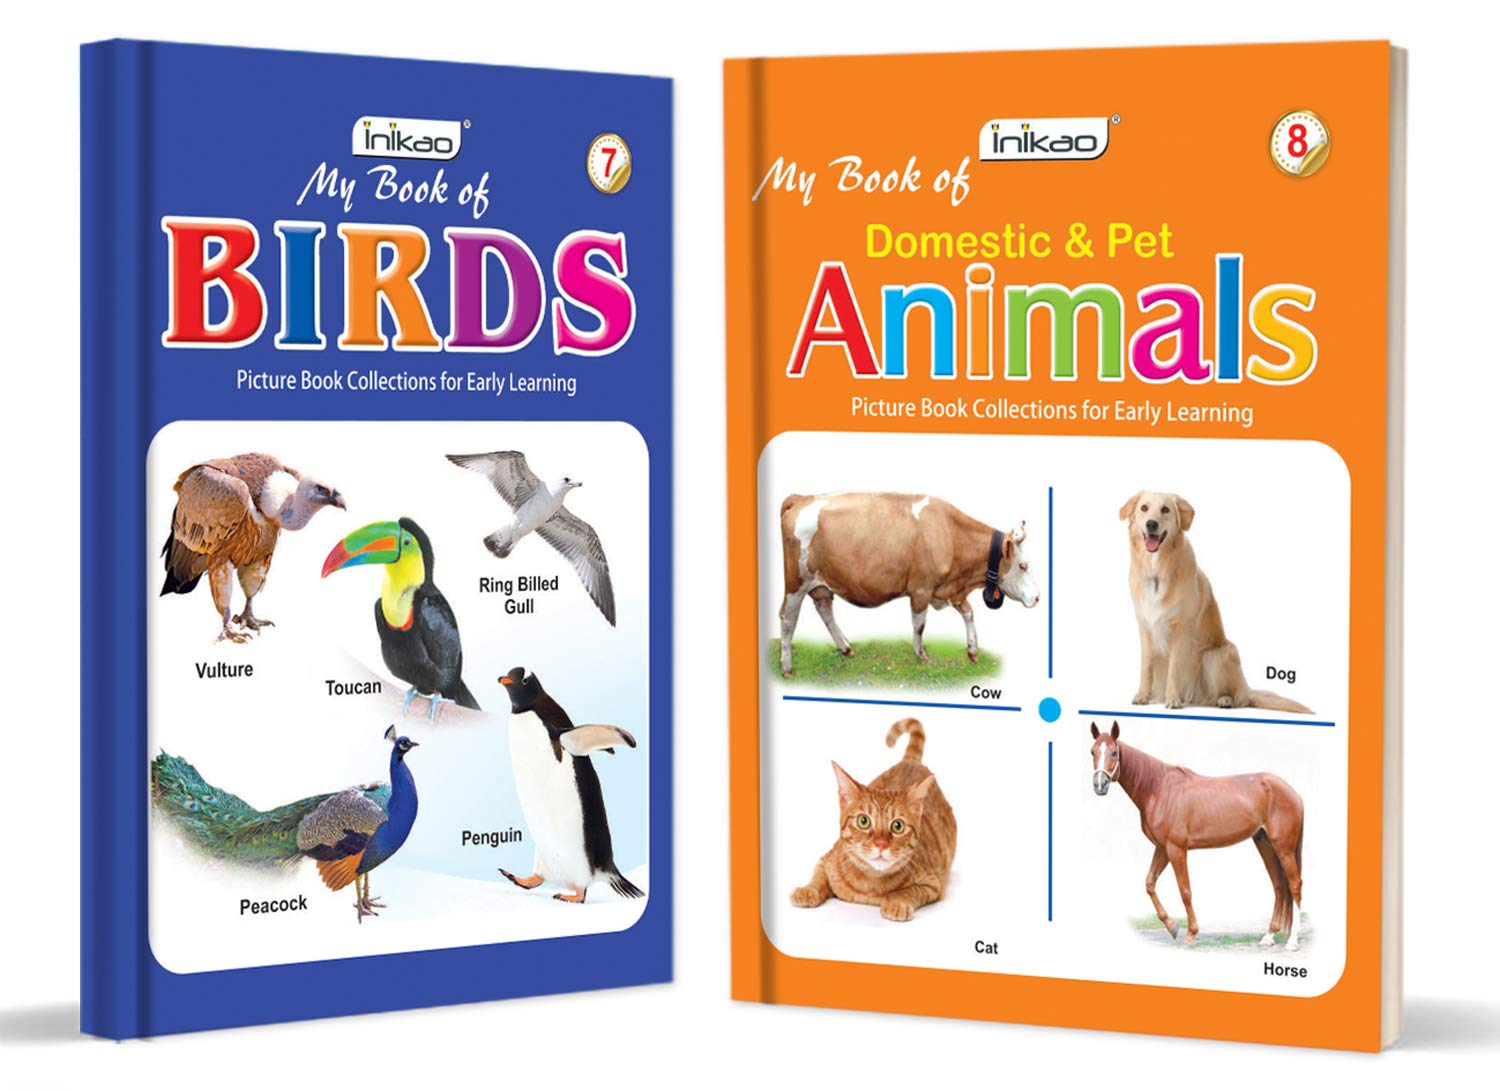 inikao®
7
My Book of
BIRDS
Picture Book Collections for Early Learning
Vulture
Toucan
Ring Billed
Gull
Peacock
Penguin
inikao®
8
My Book of
Domestic & Pet
Animals
Picture Book Collections for Early Learning
Cow
Dog
Cat
Horse